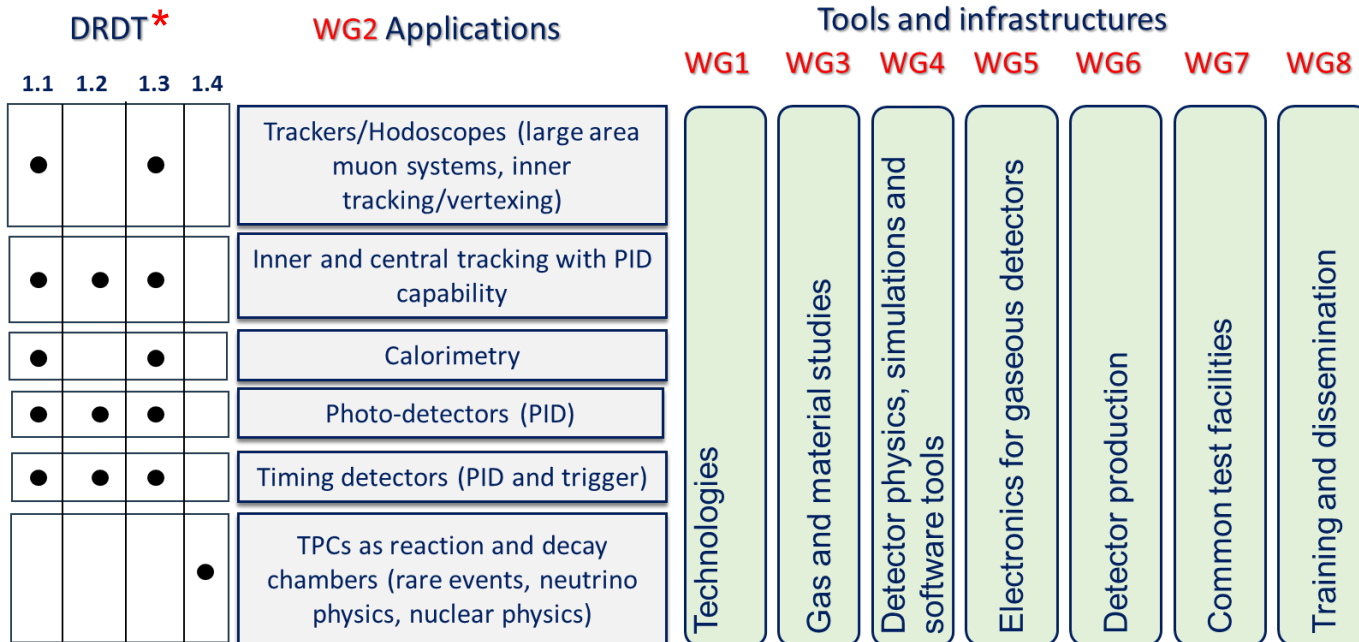 DRDT*
WG2 Applications
Tools and infrastructures
1.1 1.2 1.3 1.4
WG1 WG3 WG4 WG5 WG6 WG7 WG8
Trackers/Hodoscopes (large area
muon systems, inner
tracking/vertexing)
Inner and central tracking with PID
capability
Calorimetry
Photo-detectors (PID)
Timing detectors (PID and trigger)
TPCs as reaction and decay
chambers (rare events, neutrino
physics, nuclear physics)
Technologies
Gas and material studies
Detector physics, simulations and
software tools
Electronics for gaseous detectors
Detector production
Common test facilities
Training and dissemination